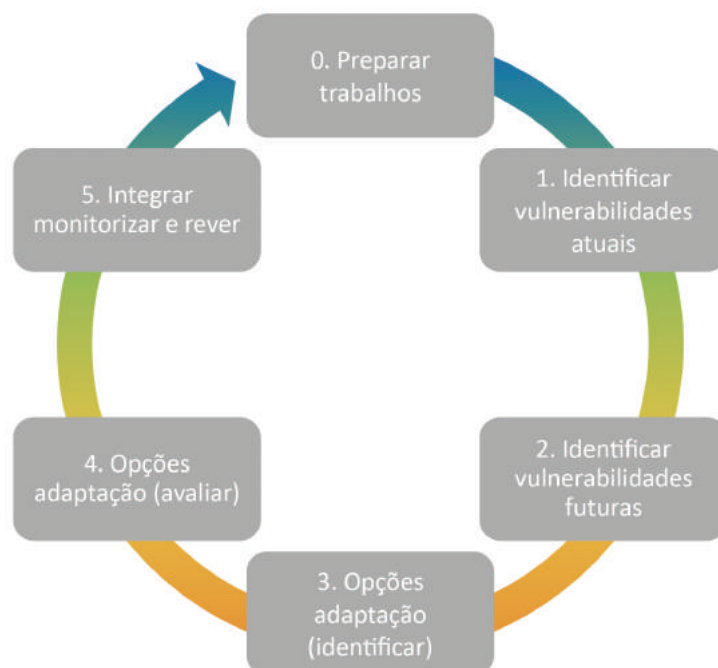 0. Preparar
trabalhos
1. Identificar
vulnerabilidades
atuais
2. Identificar
vulnerabilidades
futuras
3. Opções
adaptação
(identificar)
4. Opções
adaptação (avaliar)
5. Integrar
monitorizar e rever